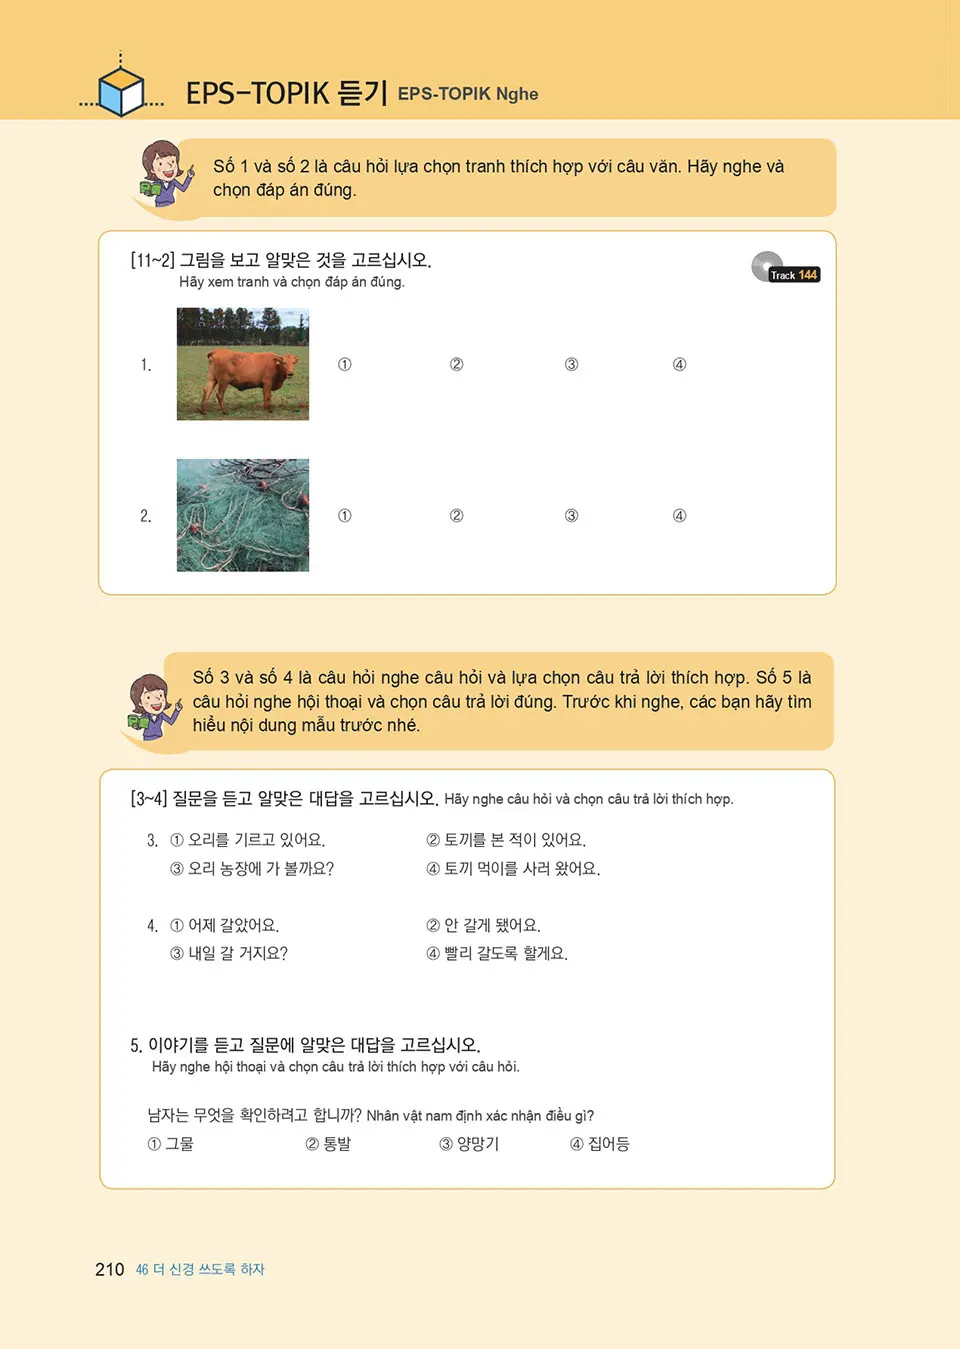 EPS-TOPIK 듣기 EPS-TOPIK Nghe
Số 1 và số 2 là câu hỏi lựa chọn tranh thích hợp với câu văn. Hãy nghe và
chọn đáp án đúng.
[11~2] 그림을 보고 알맞은 것을 고르십시오.
Hãy xem tranh và chọn đáp án đúng.
Track 144
1. ① ② ③ ④
2. ① ② ③ ④
Số 3 và số 4 là câu hỏi nghe câu hỏi và lựa chọn câu trả lời thích hợp. Số 5 là
câu hỏi nghe hội thoại và chọn câu trả lời đúng. Trước khi nghe, các bạn hãy tìm
hiểu nội dung mẫu trước nhé.
[3~4] 질문을 듣고 알맞은 대답을 고르십시오. Hãy nghe câu hỏi và chọn câu trả lời thích hợp.
3. ① 오리를 기르고 있어요. ② 토끼를 본 적이 있어요.
③ 오리 농장에 가 볼까요? ④ 토끼 먹이를 사러 왔어요.
4. ① 어제 갈았어요. ② 안 갈게 됐어요.
③ 내일 갈 거지요? ④ 빨리 갈도록 할게요.
5. 이야기를 듣고 질문에 알맞은 대답을 고르십시오.
Hãy nghe hội thoại và chọn câu trả lời thích hợp với câu hỏi.
남자는 무엇을 확인하려고 합니까? Nhân vật nam định xác nhận điều gì?
① 그물 ② 통발 ③ 양망기 ④ 집어등
210 46 더 신경 쓰도록 하자